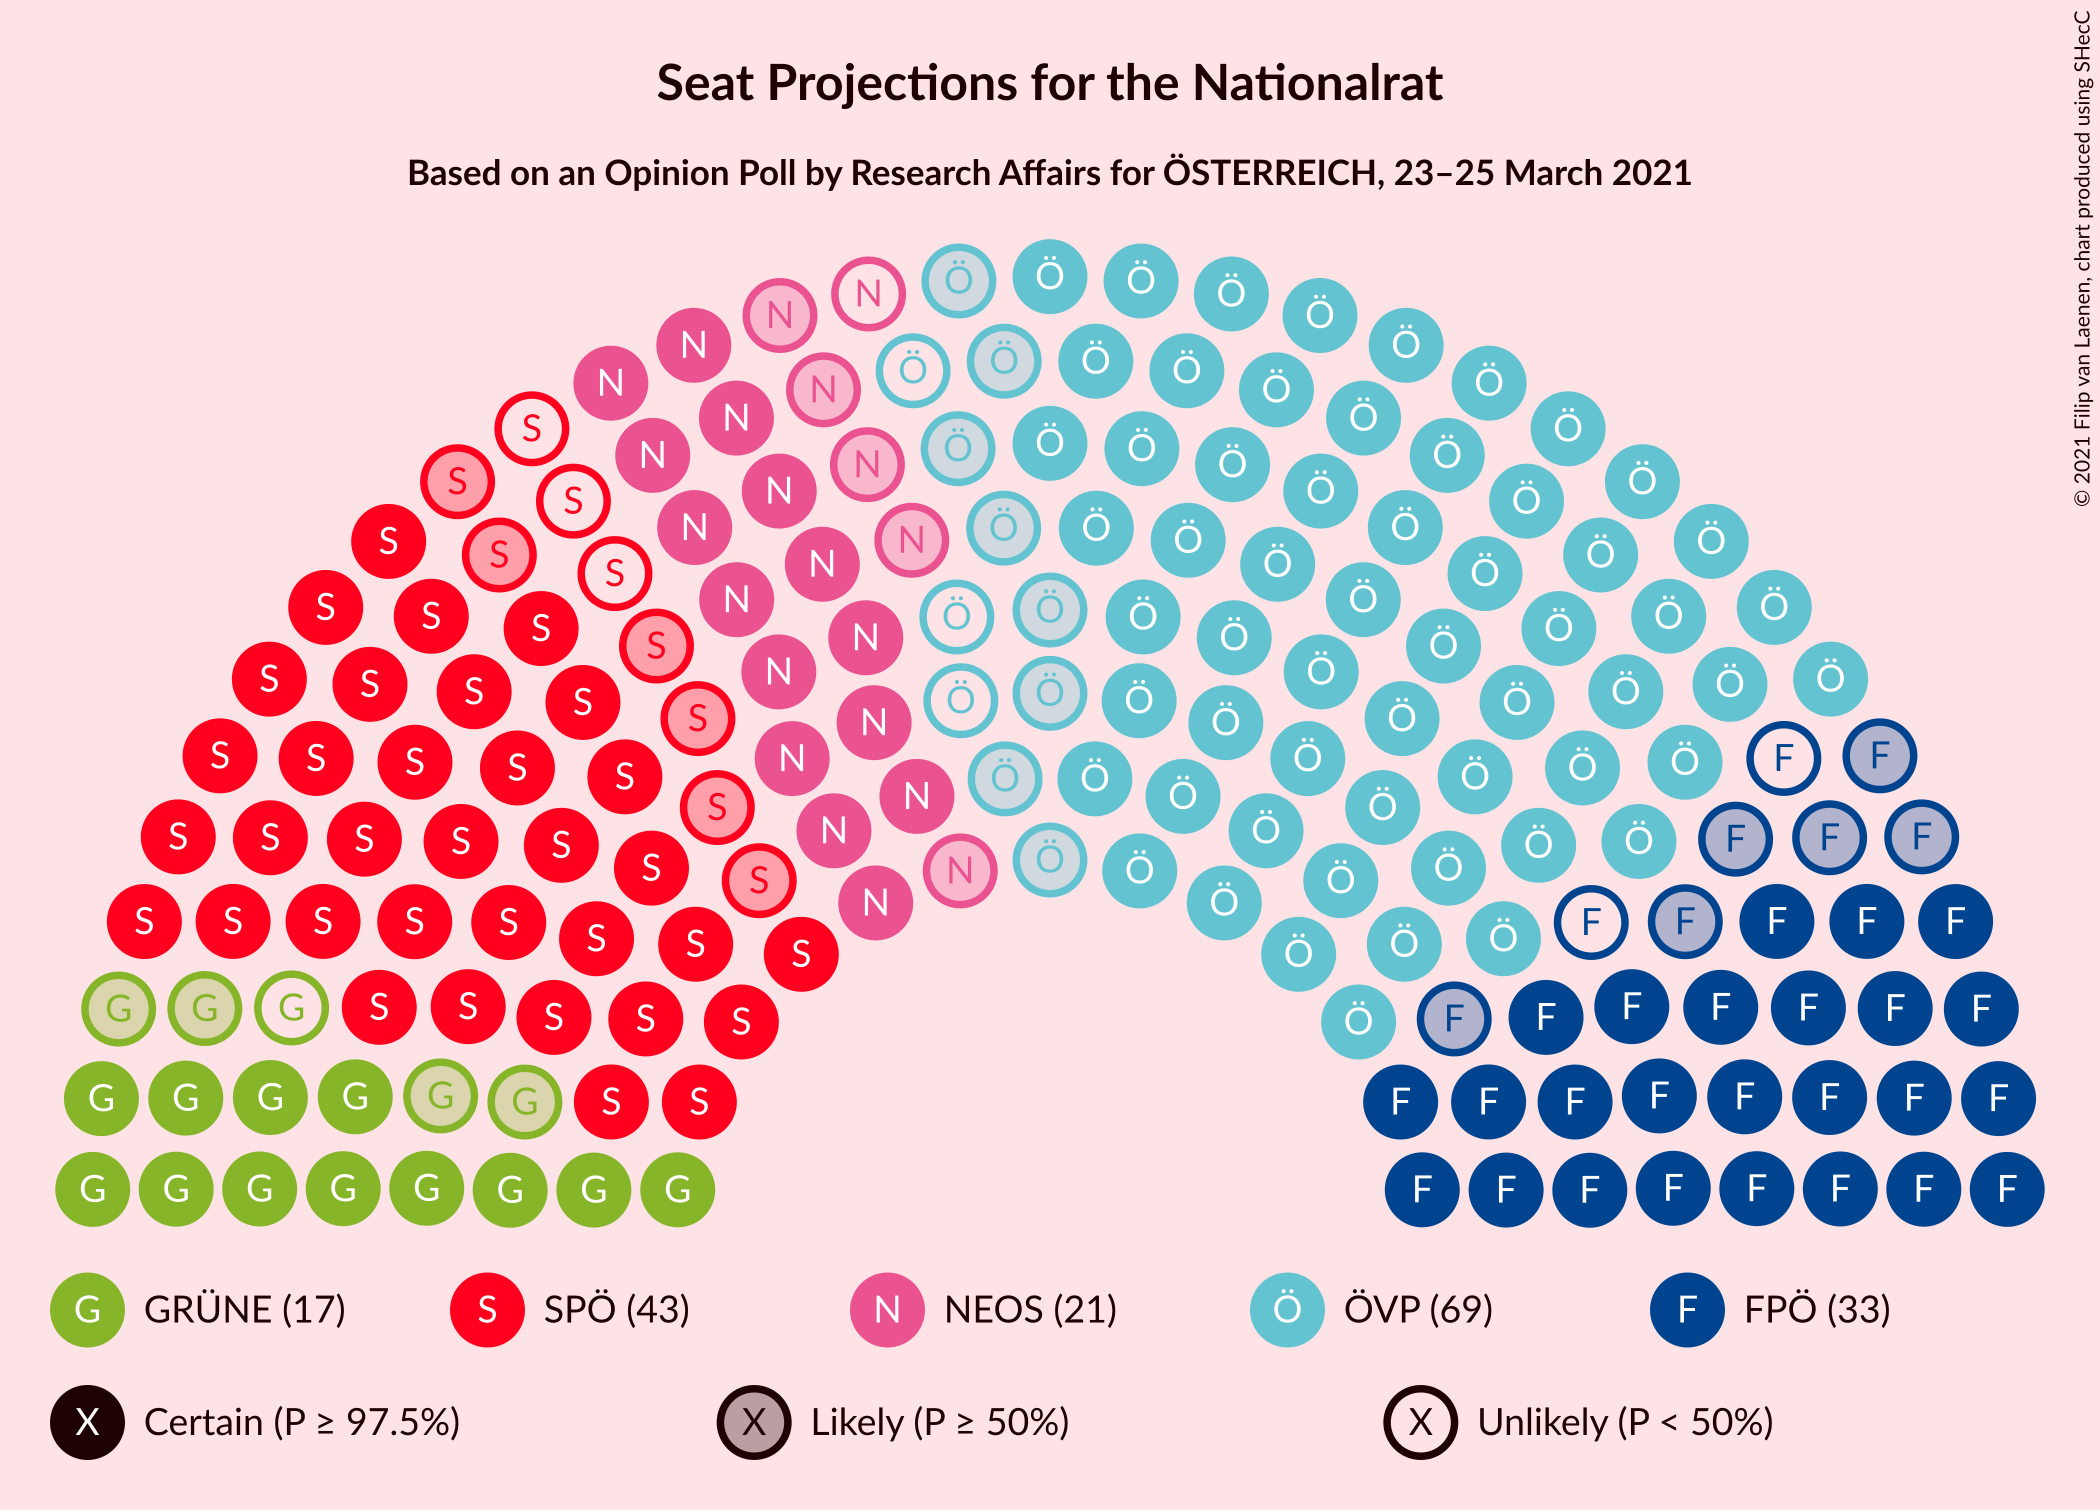 Seat Projections for the Nationalrat
Based on an Opinion Poll by Research Affairs for ÖSTERREICH, 23–25 March 2021
© 2021 Filip van Laenen, chart produced using SHecC
N N Ö Ö Ö Ö Ö
N N N Ö Ö Ö Ö Ö Ö Ö
S N N N Ö Ö Ö Ö Ö Ö Ö
S S N Ö Ö Ö
S S S N N N Ö Ö Ö Ö Ö Ö Ö Ö
S S S S N N Ö Ö Ö Ö Ö Ö Ö Ö Ö
S S S S S N N Ö Ö Ö Ö Ö Ö Ö Ö Ö Ö
S S S S S S N N Ö Ö Ö Ö Ö Ö Ö Ö F F
S S S S S S S N N Ö Ö Ö Ö Ö Ö Ö F F F
S S S S S S S S N Ö Ö Ö Ö F F F F F
G G G S S S S S Ö F F F F F F F
G G G G G G S S F F F F F F F F
G G G G G G G G F F F F F F F F
G GRÜNE (17) S SPÖ (43) N NEOS (21) Ö ÖVP (69) F FPÖ (33)
X Certain (P ≥ 97.5%) X Likely (P ≥ 50%) X Unlikely (P < 50%)